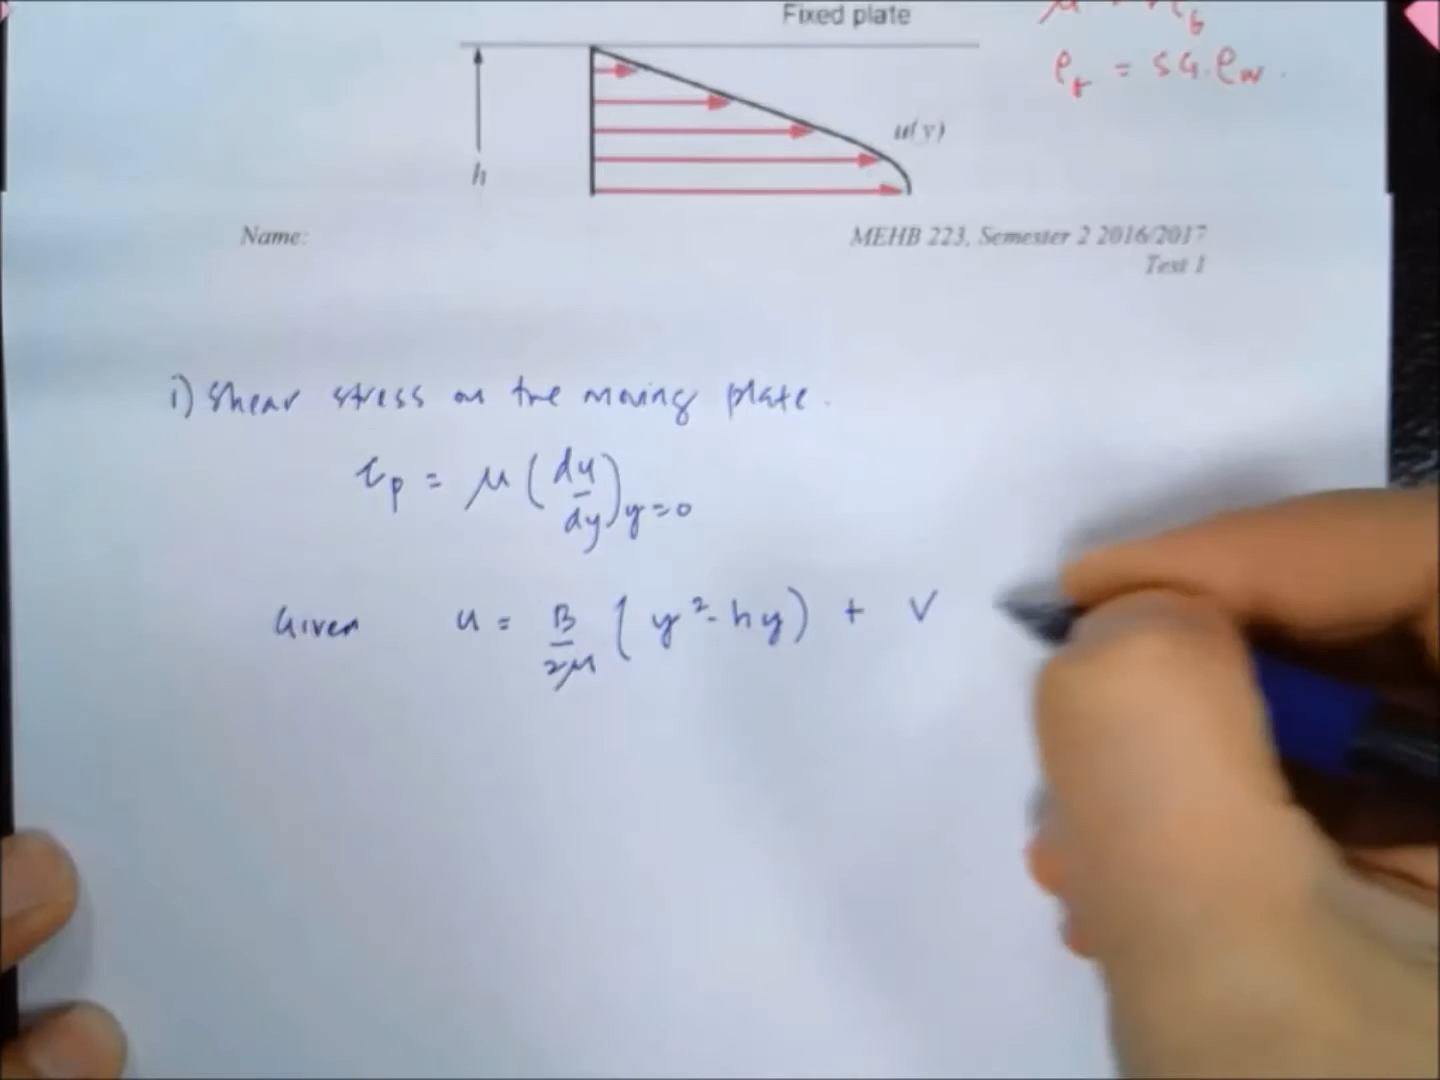 Fixed plate
ρt = SG.ρw.
h
u(y)
Name:
MEHB 223, Semester 2 2016/2017
Test 1
i) Shear stress on the moving plate.
τp = μ (du/dy)y=0
Given u = B/2μ (y² - hy) + V